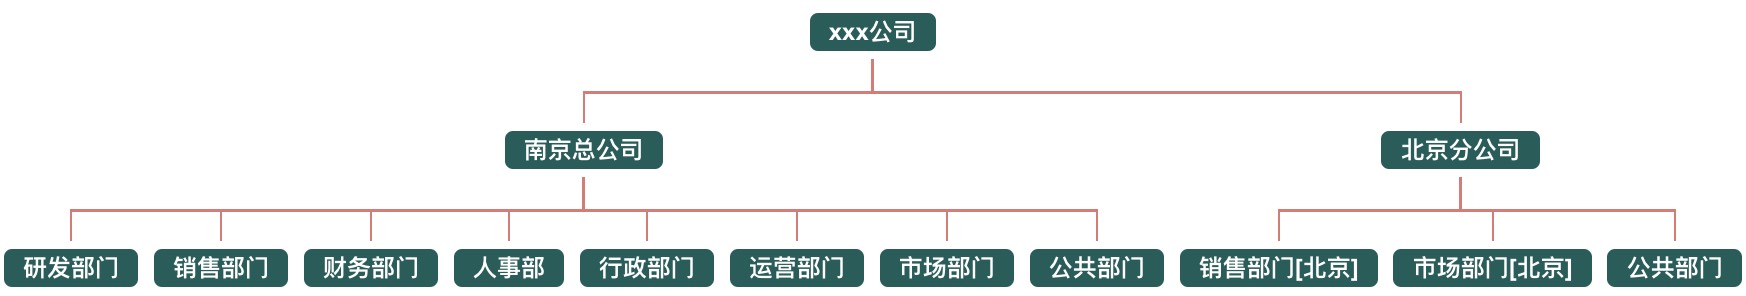 xxx公司
南京总公司
北京分公司
研发部门
销售部门
财务部门
人事部
行政部门
运营部门
市场部门
公共部门
销售部门[北京]
市场部门[北京]
公共部门